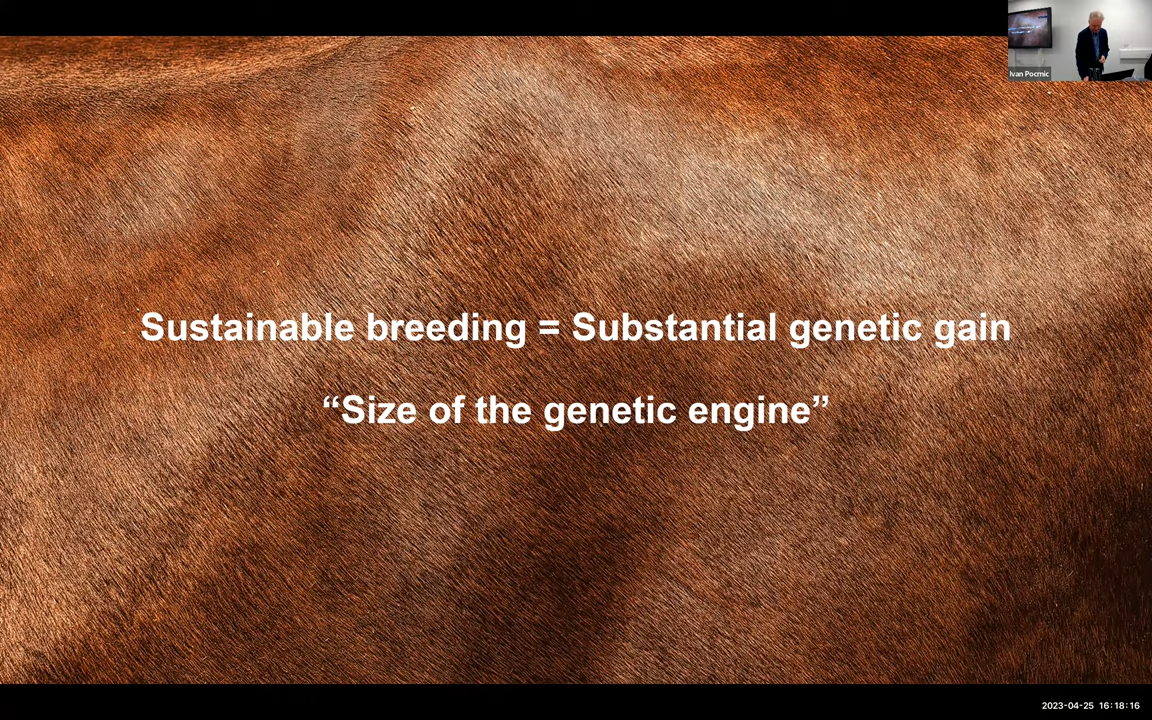 Ivan Pocrnic
Sustainable breeding = Substantial genetic gain
“Size of the genetic engine”
2023-04-25 16:18:16